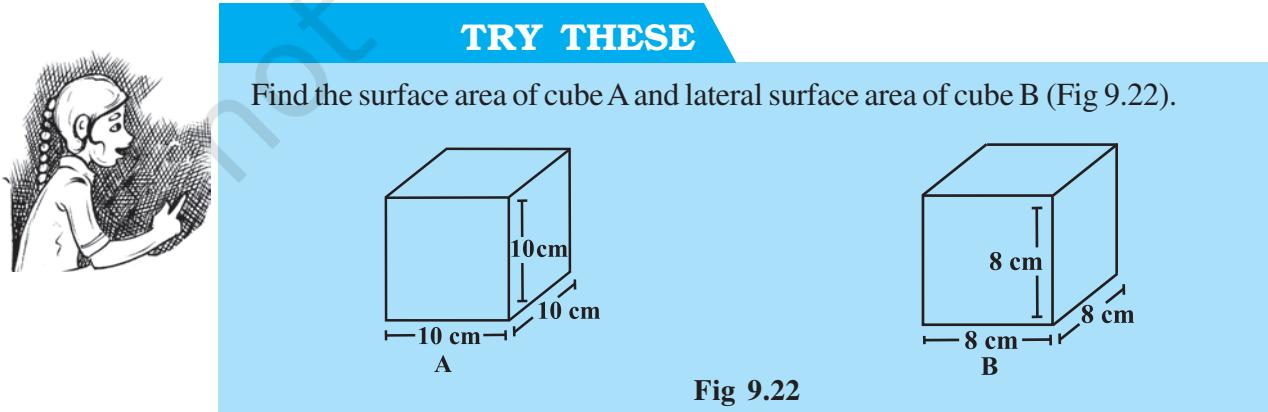 TRY THESE
not
Find the surface area of cube A and lateral surface area of cube B (Fig 9.22).
10cm
10 cm
10 cm
A
8 cm
8 cm
8 cm
B
Fig 9.22